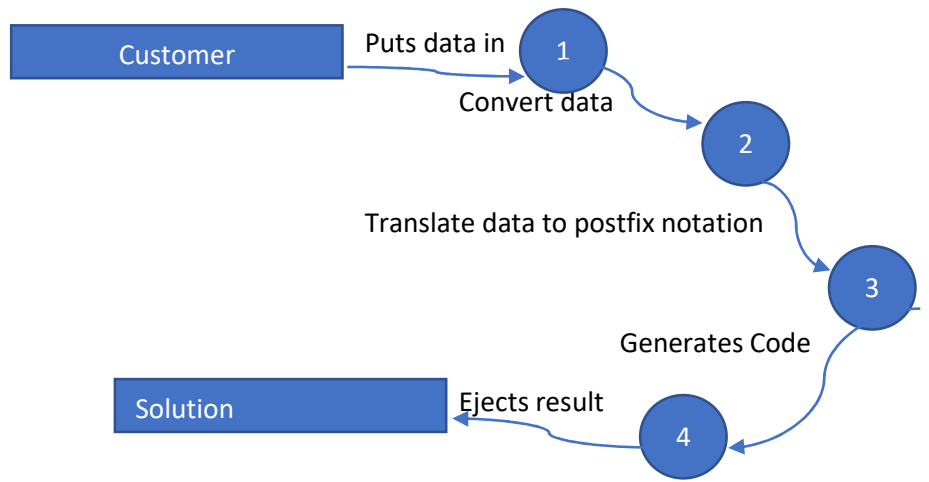 Customer
Puts data in
1
Convert data
2
Translate data to postfix notation
3
Generates Code
Solution
Ejects result
4